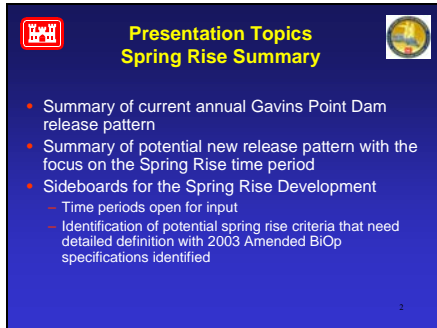 Presentation Topics
Spring Rise Summary
• Summary of current annual Gavins Point Dam
release pattern
• Summary of potential new release pattern with the
focus on the Spring Rise time period
• Sideboards for the Spring Rise Development
– Time periods open for input
– Identification of potential spring rise criteria that need
detailed definition with 2003 Amended BiOp
specifications identified
2